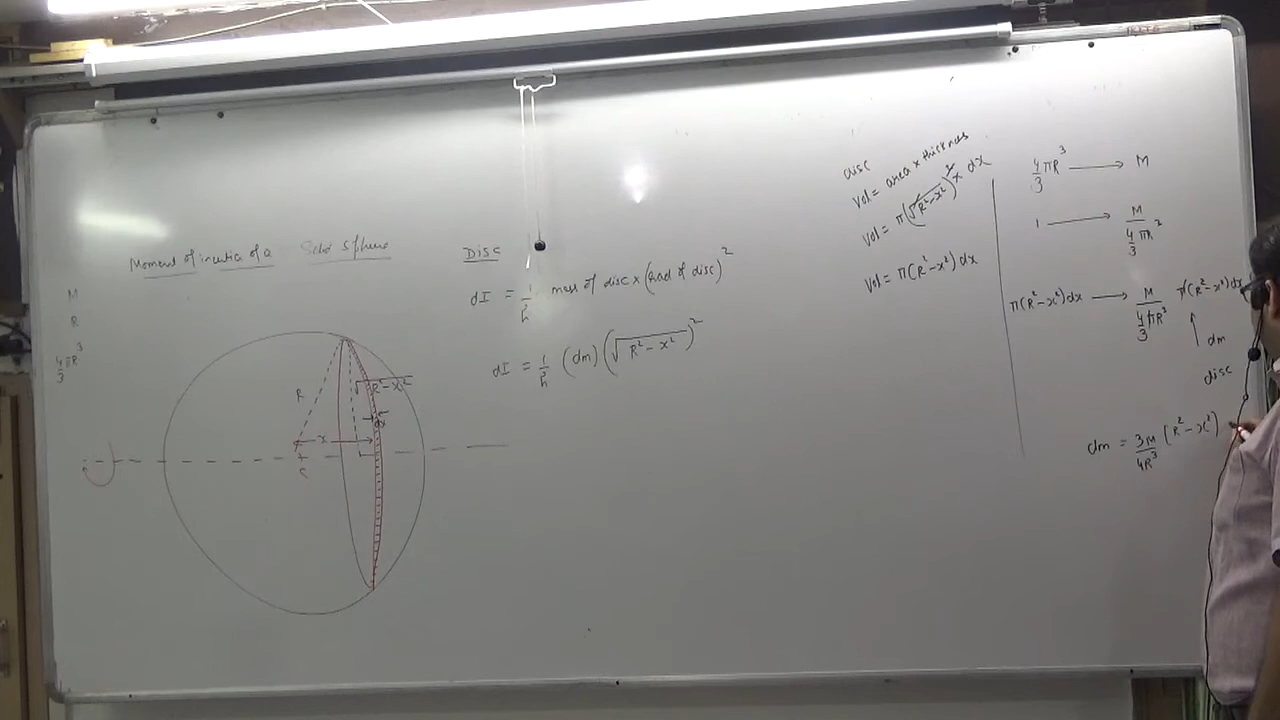 Moment of inertia of a Solid Sphere
M
R
4/3 πR³
R
√R²-x²
dx
x
C
Disc
dI = 1/2 mass of disc × (rad of disc)²
dI = 1/2 (dm) (√R² - x²)²
disc
Vol = area × thickness
Vol = π(√R²-x²)² × dx
Vol = π(R²-x²) dx
4/3 πR³ → M
1 → M / 4/3 πR³
π(R²-x²)dx → M / 4/3 πR³ π(R²-x²)dx
dm
disc
dm = 3M/4R³ (R²-x²)